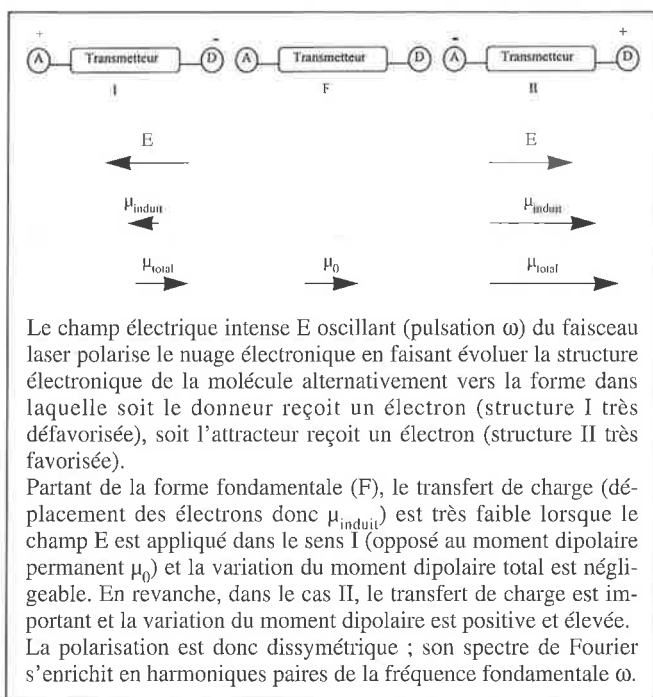 + - - +
A Transmetteur D A Transmetteur D A Transmetteur D
I F II
E E
μinduit μinduit
μtotal μ0 μtotal
Le champ électrique intense E oscillant (pulsation ω) du faisceau
laser polarise le nuage électronique en faisant évoluer la structure
électronique de la molécule alternativement vers la forme dans
laquelle soit le donneur reçoit un électron (structure I très
défavorisée), soit l'attracteur reçoit un électron (structure II très
favorisée).
Partant de la forme fondamentale (F), le transfert de charge (dé-
placement des électrons donc μinduit) est très faible lorsque le
champ E est appliqué dans le sens I (opposé au moment dipolaire
permanent μ0) et la variation du moment dipolaire total est négli-
geable. En revanche, dans le cas II, le transfert de charge est im-
portant et la variation du moment dipolaire est positive et élevée.
La polarisation est donc dissymétrique ; son spectre de Fourier
s'enrichit en harmoniques paires de la fréquence fondamentale ω.